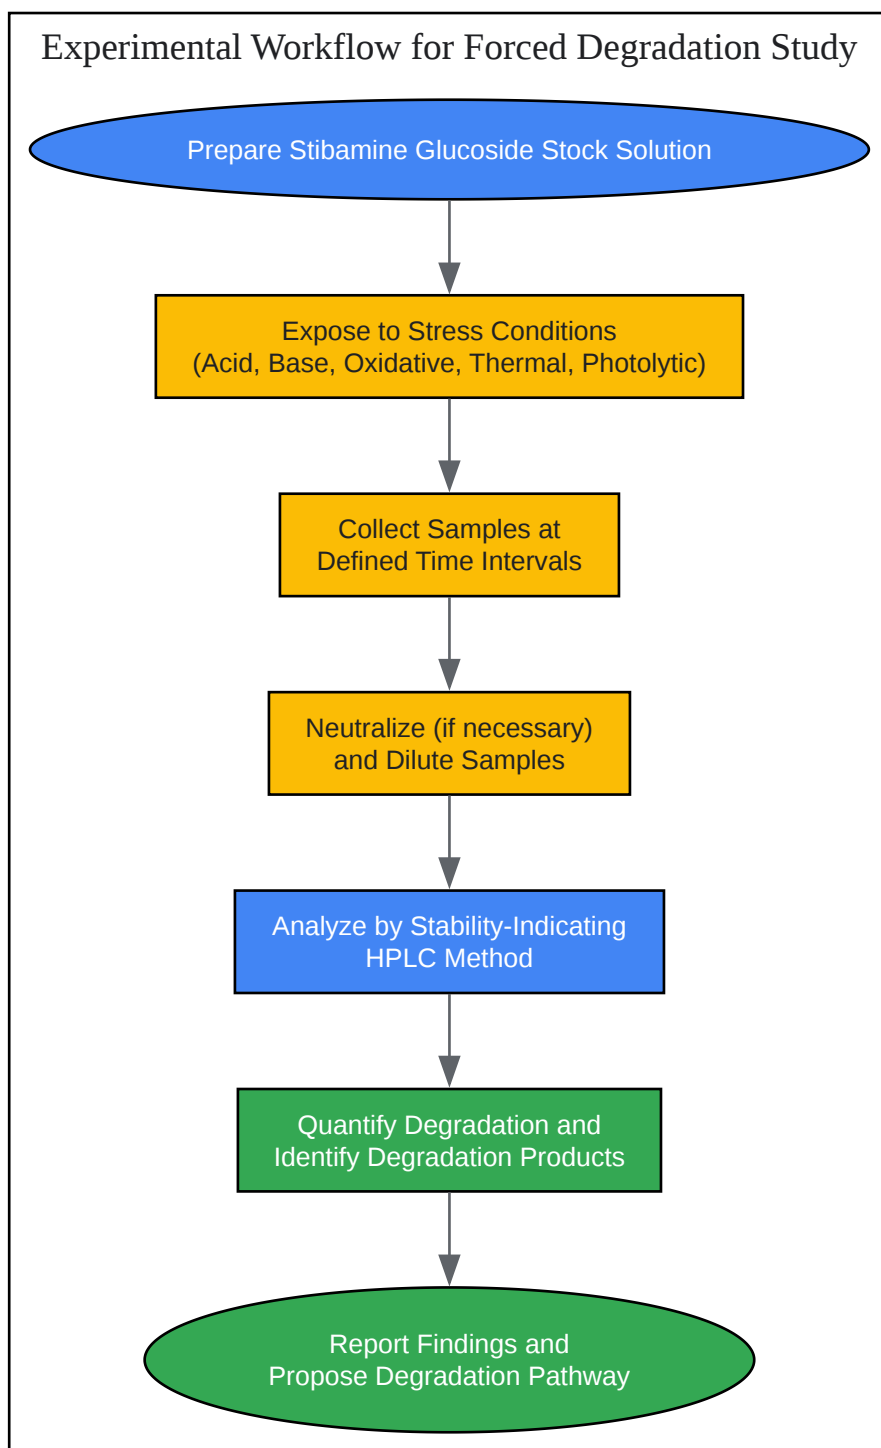 Experimental Workflow for Forced Degradation Study
Prepare Stibamine Glucoside Stock Solution
Expose to Stress Conditions
(Acid, Base, Oxidative, Thermal, Photolytic)
Collect Samples at
Defined Time Intervals
Neutralize (if necessary)
and Dilute Samples
Analyze by Stability-Indicating
HPLC Method
Quantify Degradation and
Identify Degradation Products
Report Findings and
Propose Degradation Pathway